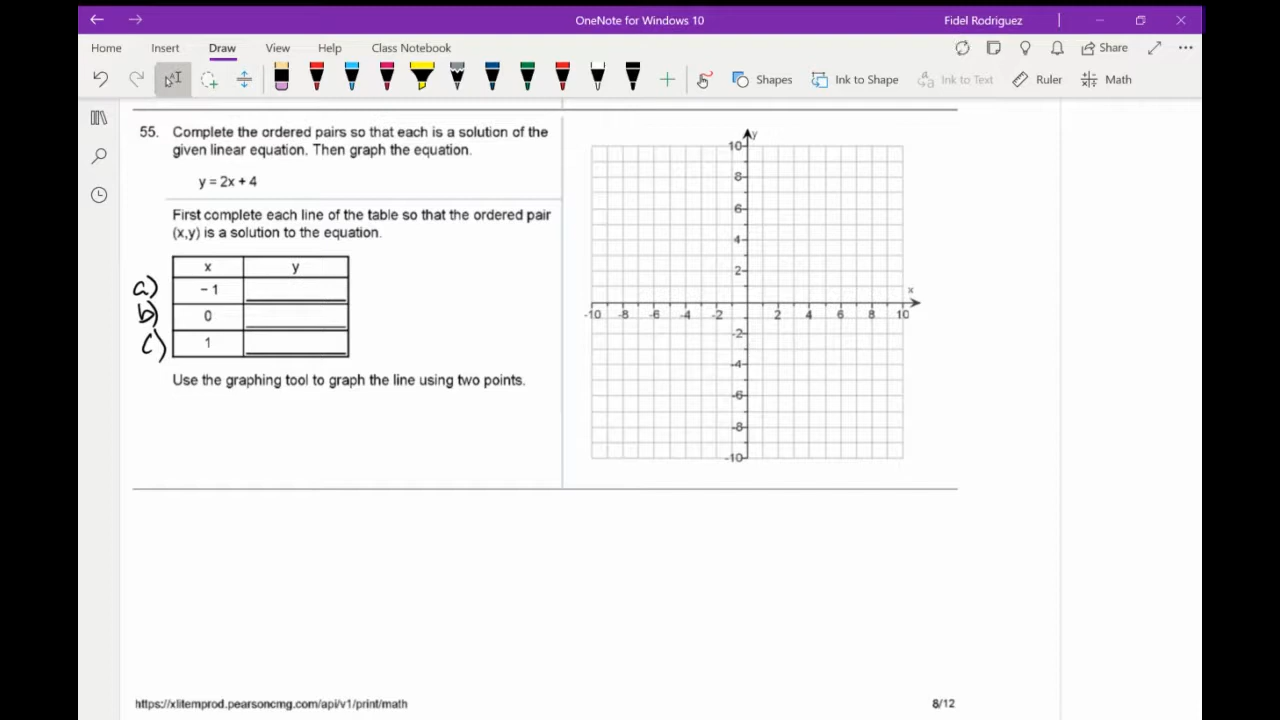 OneNote for Windows 10
Fidel Rodriguez
Home Insert Draw View Help Class Notebook
Share
Shapes Ink to Shape Ink to Text Ruler Math
55. Complete the ordered pairs so that each is a solution of the
given linear equation. Then graph the equation.
y = 2x + 4
First complete each line of the table so that the ordered pair
(x,y) is a solution to the equation.
x y
a) - 1
b) 0
c) 1
Use the graphing tool to graph the line using two points.
y
10
8
6
4
2
x
-10 -8 -6 -4 -2 2 4 6 8 10
-2
-4
-6
-8
-10
https://xlitemprod.pearsoncmg.com/api/v1/print/math
8/12